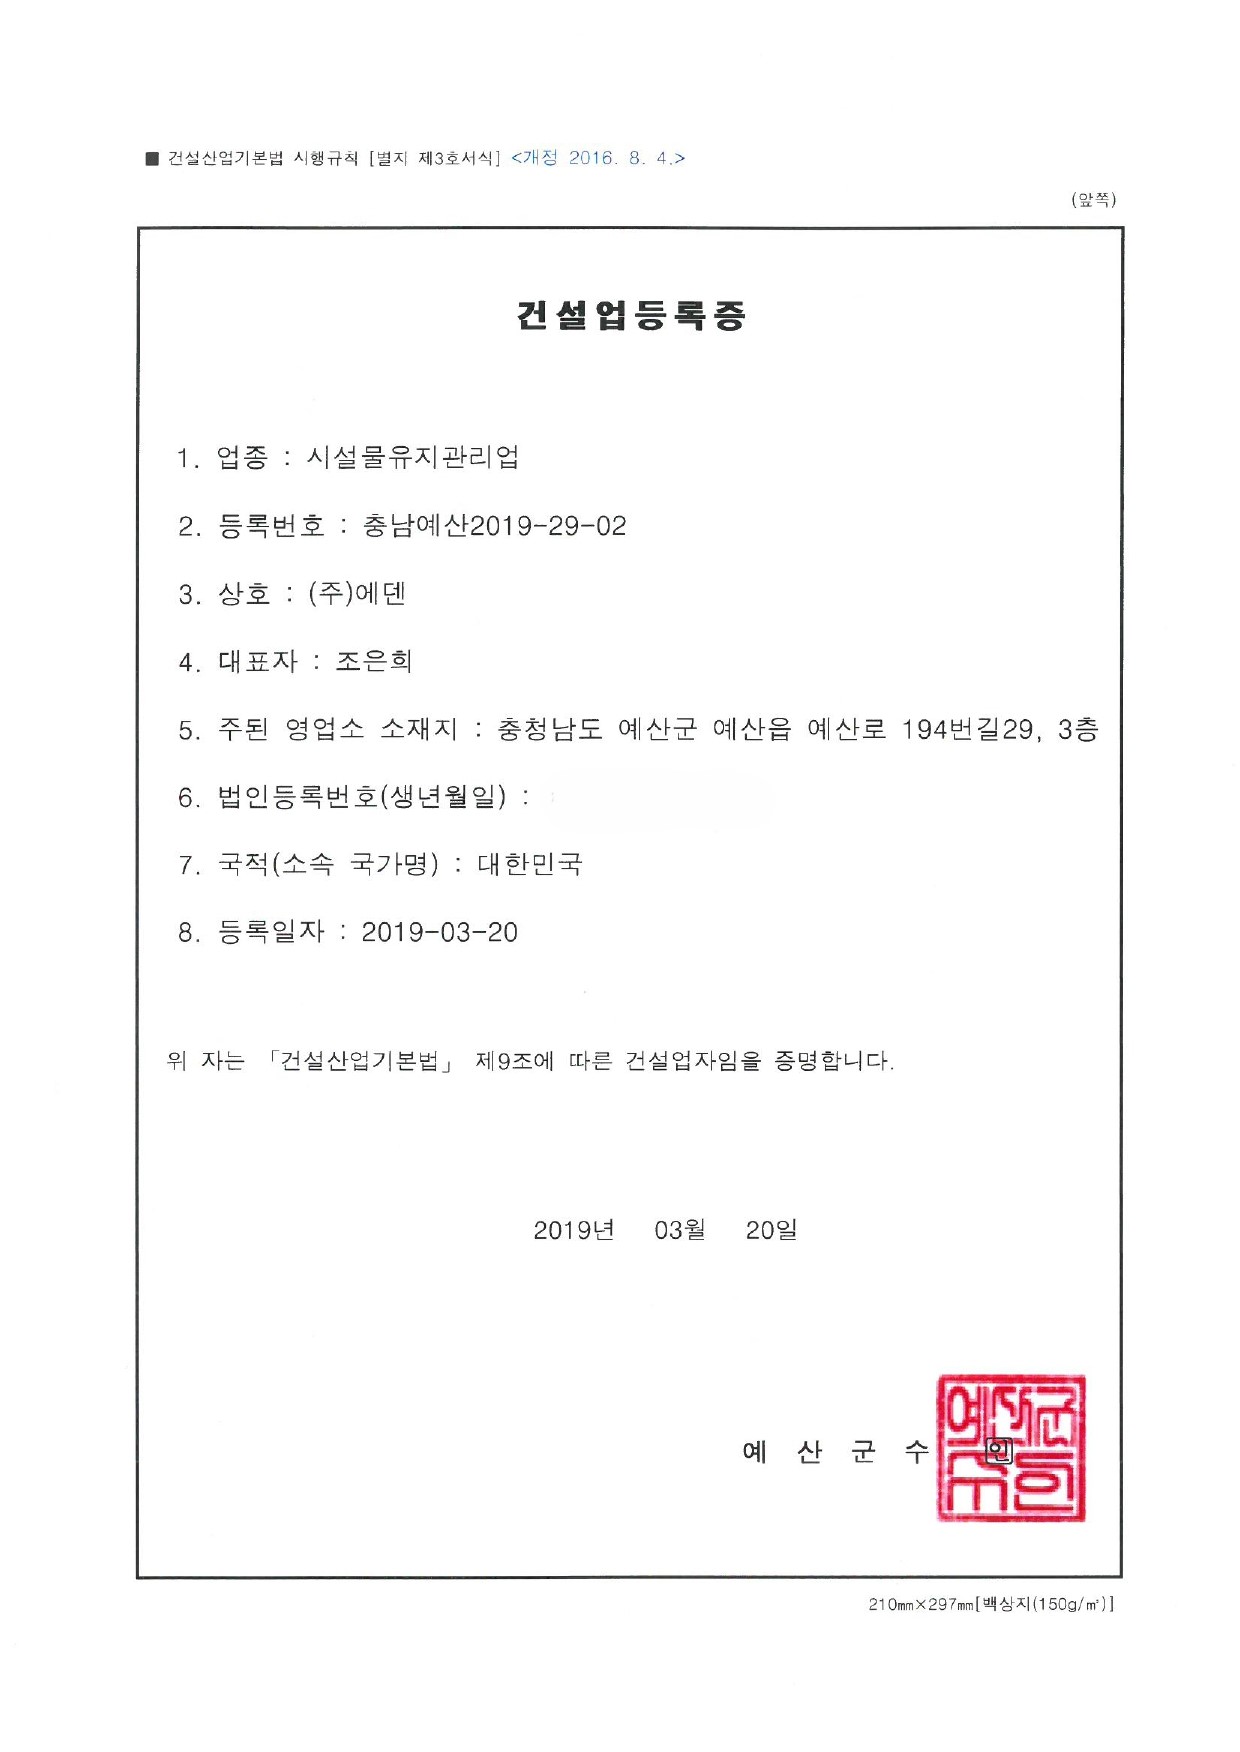 ■ 건설산업기본법 시행규칙 [별지 제3호서식] <개정 2016. 8. 4.>
(앞쪽)
건설업등록증
1. 업종 : 시설물유지관리업
2. 등록번호 : 충남예산2019-29-02
3. 상호 : (주)에덴
4. 대표자 : 조은희
5. 주된 영업소 소재지 : 충청남도 예산군 예산읍 예산로 194번길29, 3층
6. 법인등록번호(생년월일) :
7. 국적(소속 국가명) : 대한민국
8. 등록일자 : 2019-03-20
위 자는 「건설산업기본법」 제9조에 따른 건설업자임을 증명합니다.
2019년 03월 20일
예 산 군 수 인
예산군
수의인
210㎜×297㎜[백상지(150g/㎡)]